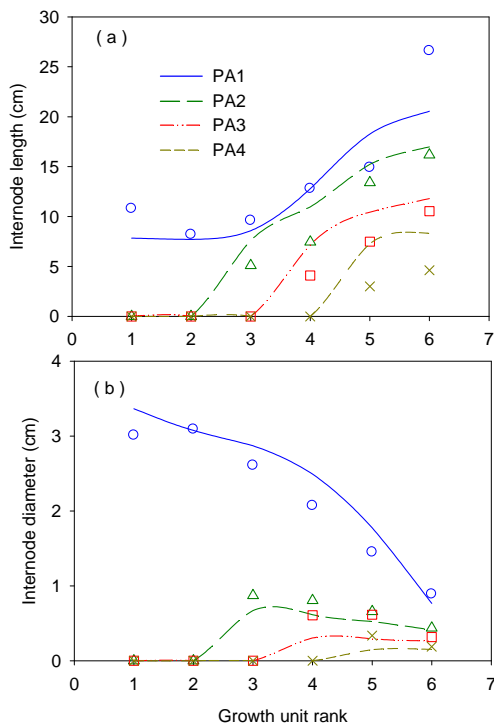 ( a )
30
25
20
15
10
5
0
Internode length (cm)
PA1
PA2
PA3
PA4
0 1 2 3 4 5 6 7
( b )
4
3
2
1
0
Internode diameter (cm)
0 1 2 3 4 5 6 7
Growth unit rank